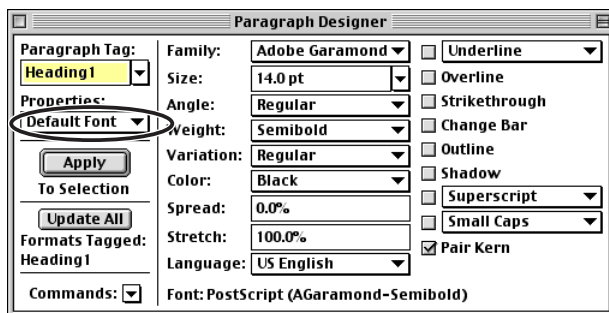 Paragraph Designer
Paragraph Tag:
Heading1
Properties:
Default Font
Apply
To Selection
Update All
Formats Tagged:
Heading1
Commands:
Family: Adobe Garamond
Size: 14.0 pt
Angle: Regular
Weight: Semibold
Variation: Regular
Color: Black
Spread: 0.0%
Stretch: 100.0%
Language: US English
Underline
Overline
Strikethrough
Change Bar
Outline
Shadow
Superscript
Small Caps
Pair Kern
Font: PostScript (AGaramond-Semibold)